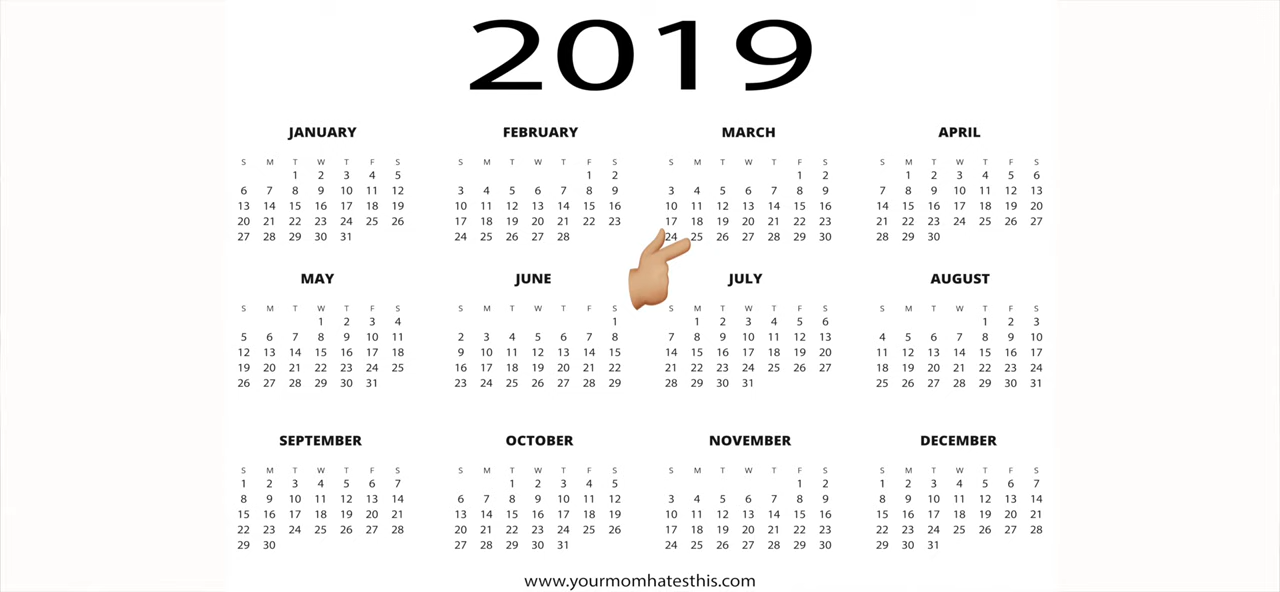 2019
JANUARY
S M T W T F S
1 2 3 4 5
6 7 8 9 10 11 12
13 14 15 16 17 18 19
20 21 22 23 24 25 26
27 28 29 30 31
FEBRUARY
S M T W T F S
1 2
3 4 5 6 7 8 9
10 11 12 13 14 15 16
17 18 19 20 21 22 23
24 25 26 27 28
MARCH
S M T W T F S
1 2
3 4 5 6 7 8 9
10 11 12 13 14 15 16
17 18 19 20 21 22 23
24 25 26 27 28 29 30
APRIL
S M T W T F S
1 2 3 4 5 6
7 8 9 10 11 12 13
14 15 16 17 18 19 20
21 22 23 24 25 26 27
28 29 30
MAY
S M T W T F S
1 2 3 4
5 6 7 8 9 10 11
12 13 14 15 16 17 18
19 20 21 22 23 24 25
26 27 28 29 30 31
JUNE
S M T W T F S
1
2 3 4 5 6 7 8
9 10 11 12 13 14 15
16 17 18 19 20 21 22
23 24 25 26 27 28 29
JULY
S M T W T F S
1 2 3 4 5 6
7 8 9 10 11 12 13
14 15 16 17 18 19 20
21 22 23 24 25 26 27
28 29 30 31
AUGUST
S M T W T F S
1 2 3
4 5 6 7 8 9 10
11 12 13 14 15 16 17
18 19 20 21 22 23 24
25 26 27 28 29 30 31
SEPTEMBER
S M T W T F S
1 2 3 4 5 6 7
8 9 10 11 12 13 14
15 16 17 18 19 20 21
22 23 24 25 26 27 28
29 30
OCTOBER
S M T W T F S
1 2 3 4 5
6 7 8 9 10 11 12
13 14 15 16 17 18 19
20 21 22 23 24 25 26
27 28 29 30 31
NOVEMBER
S M T W T F S
1 2
3 4 5 6 7 8 9
10 11 12 13 14 15 16
17 18 19 20 21 22 23
24 25 26 27 28 29 30
DECEMBER
S M T W T F S
1 2 3 4 5 6 7
8 9 10 11 12 13 14
15 16 17 18 19 20 21
22 23 24 25 26 27 28
29 30 31
www.yourmomhatesthis.com